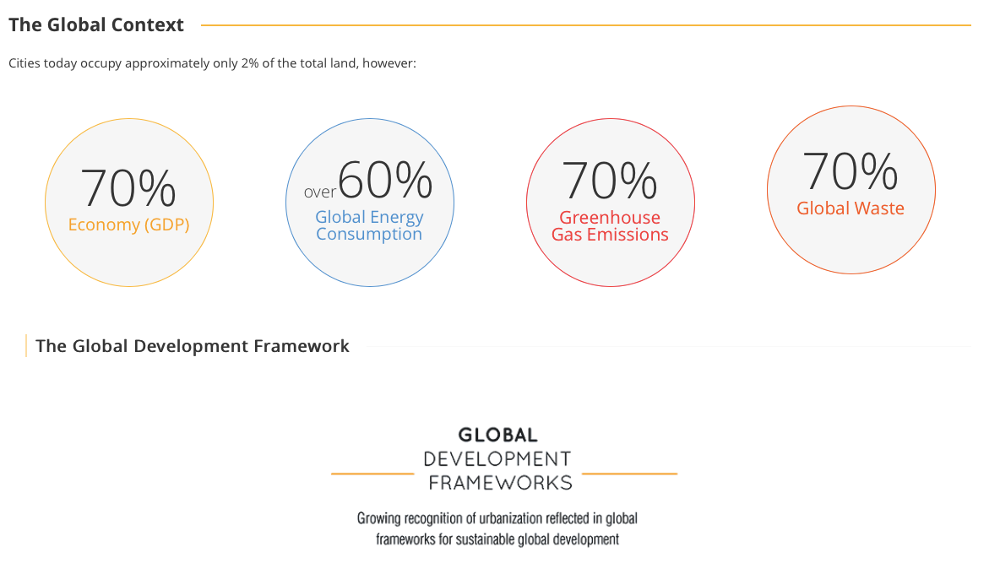 The Global Context
Cities today occupy approximately only 2% of the total land, however:
70%
Economy (GDP)
over 60%
Global Energy
Consumption
70%
Greenhouse
Gas Emissions
70%
Global Waste
The Global Development Framework
GLOBAL
DEVELOPMENT
FRAMEWORKS
Growing recognition of urbanization reflected in global
frameworks for sustainable global development